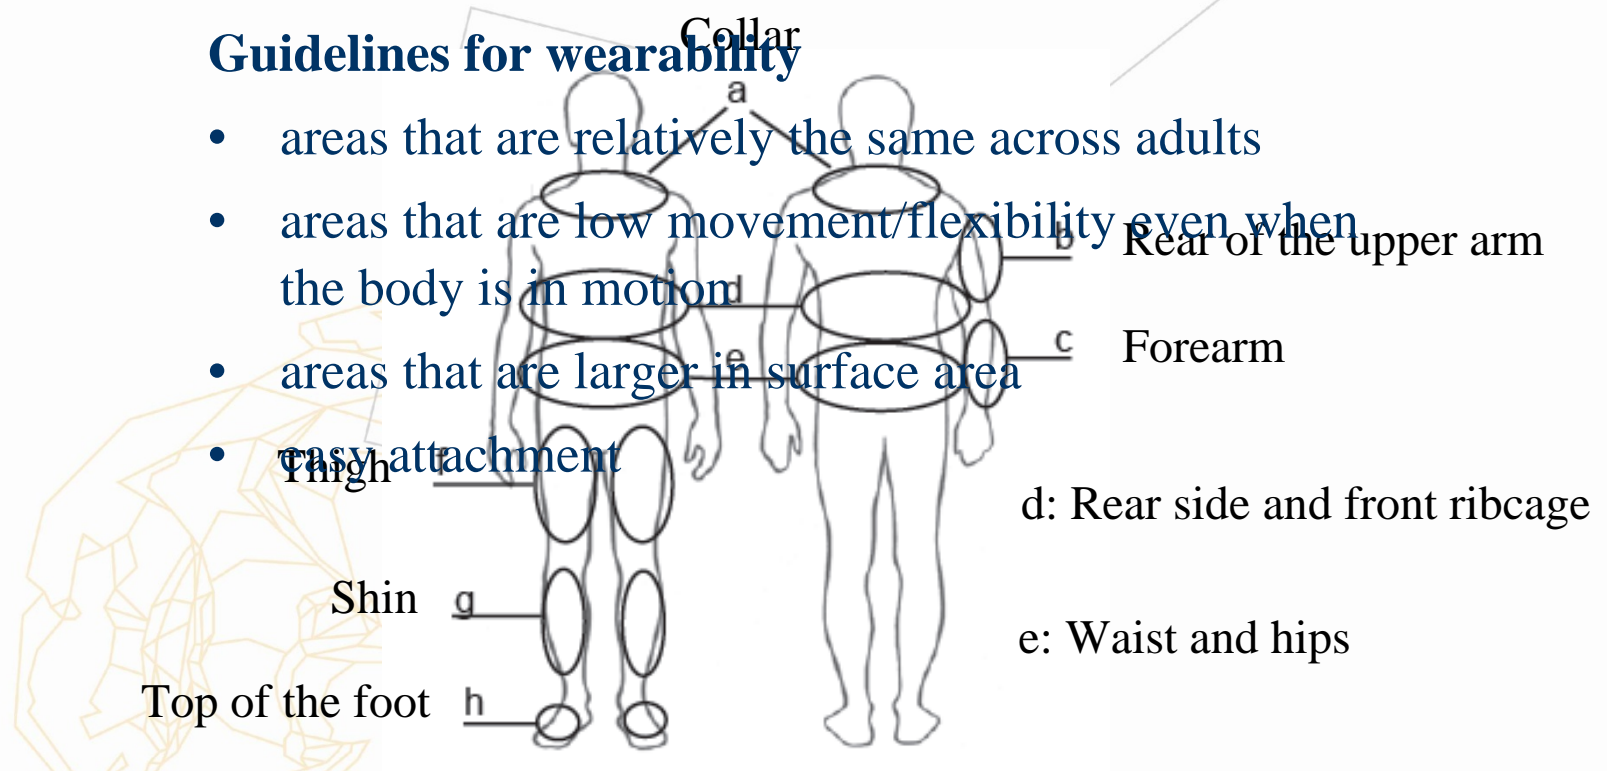 Collar
Guidelines for wearability
a
• areas that are relatively the same across adults
• areas that are low movement/flexibility even when
b Rear of the upper arm
the body is in motion
d
c Forearm
e
• areas that are larger in surface area
• easy attachment
Thigh f
d: Rear side and front ribcage
Shin g
e: Waist and hips
Top of the foot h